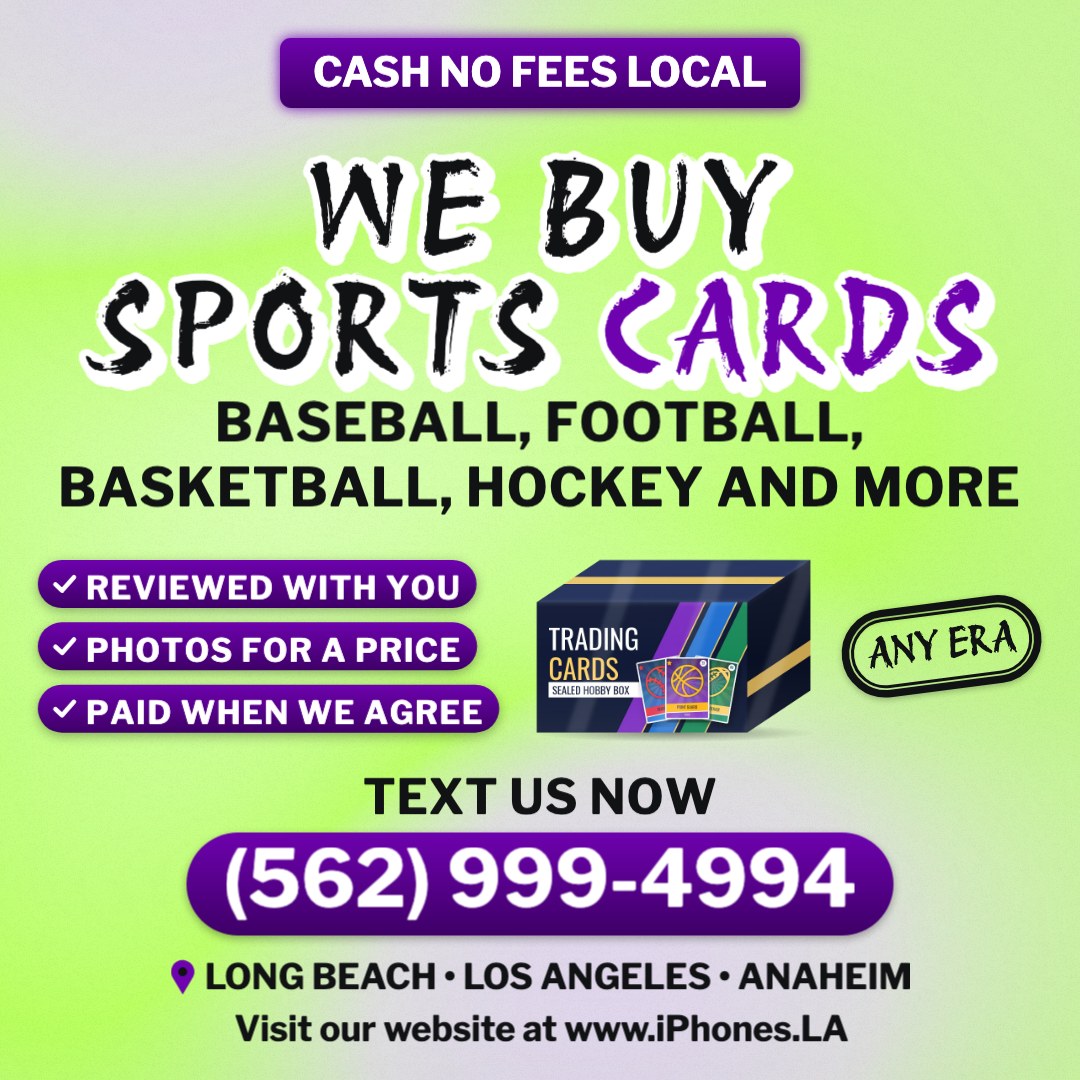 CASH NO FEES LOCAL
WE BUY
SPORTS CARDS
BASEBALL, FOOTBALL,
BASKETBALL, HOCKEY AND MORE
REVIEWED WITH YOU
PHOTOS FOR A PRICE
PAID WHEN WE AGREE
TRADING
CARDS
SEALED HOBBY BOX
ANY ERA
TEXT US NOW
(562) 999-4994
LONG BEACH • LOS ANGELES • ANAHEIM
Visit our website at www.iPhones.LA